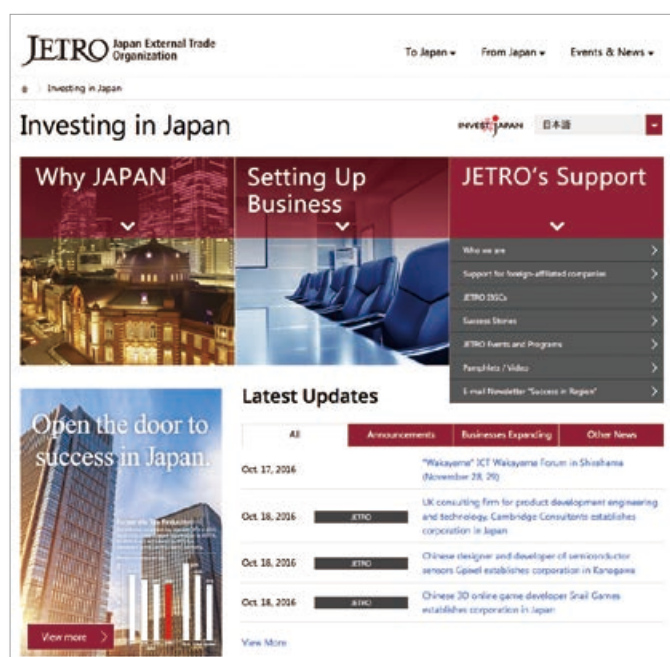 JETRO Japan External Trade
Organization
To Japan From Japan Events & News
Investing in Japan
Investing in Japan
INVEST JAPAN 日本語
Why JAPAN
Setting Up
Business
JETRO's Support
Who we are
Support for foreign-affiliated companies
JETRO IBSCs
Success Stories
JETRO Events and Programs
Pamphlets / Video
E-mail Newsletter "Success in Region"
Open the door to
success in Japan.
View more
Latest Updates
All Announcements Businesses Expanding Other News
Oct. 17, 2016 "Wakayama" ICT Wakayama Forum in Shirahama
(November 28, 29)
Oct. 18, 2016 JETRO UK consulting firm for product development engineering
and technology, Cambridge Consultants establishes
corporation in Japan
Oct. 18, 2016 JETRO Chinese designer and developer of semiconductor
sensors Gpixel establishes corporation in Kanagawa
Oct. 18, 2016 JETRO Chinese 3D online game developer Snail Games
establishes corporation in Japan
View More